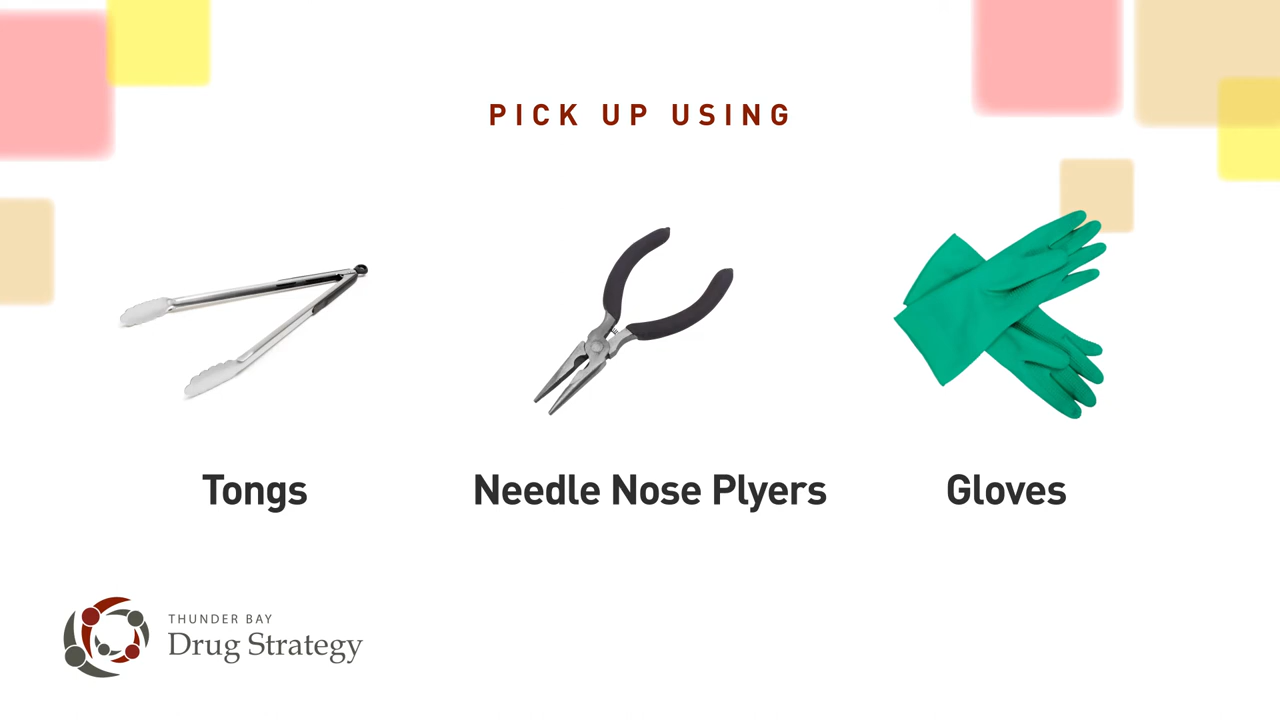 PICK UP USING
Tongs
Needle Nose Plyers
Gloves
THUNDER BAY
Drug Strategy